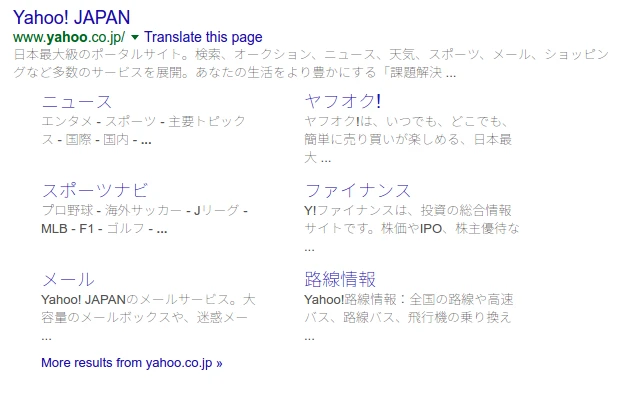 Yahoo! JAPAN
www.yahoo.co.jp/ ▼ Translate this page
日本最大級のポータルサイト。検索、オークション、ニュース、天気、スポーツ、メール、ショッピン
グなど多数のサービスを展開。あなたの生活をより豊かにする「課題解決 ...
ニュース
エンタメ - スポーツ - 主要トピック
ス - 国際 - 国内 - ...
ヤフオク!
ヤフオク!は、いつでも、どこでも、
簡単に売り買いが楽しめる、日本最
大 ...
スポーツナビ
プロ野球 - 海外サッカー - Jリーグ -
MLB - F1 - ゴルフ - ...
ファイナンス
Y!ファイナンスは、投資の総合情報
サイトです。株価やIPO、株主優待な
...
メール
Yahoo! JAPANのメールサービス。大
容量のメールボックスや、迷惑メー
...
路線情報
Yahoo!路線情報：全国の路線や高速
バス、路線バス、飛行機の乗り換え
...
More results from yahoo.co.jp »